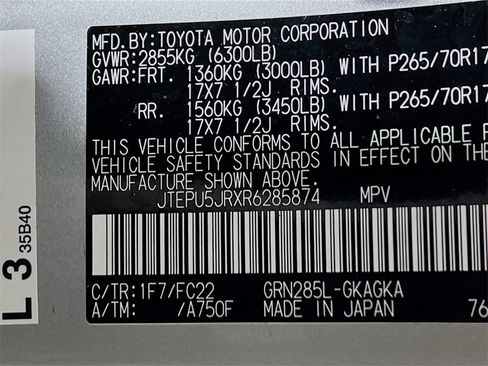 MFD.BY:TOYOTA MOTOR CORPORATION
GVWR:2855KG (6300LB)
GAWR:FRT. 1360KG (3000LB) WITH P265/70R17
17X7 1/2J RIMS.
RR. 1560KG (3450LB) WITH P265/70R17
17X7 1/2J RIMS.
THIS VEHICLE CONFORMS TO ALL APPLICABLE
VEHICLE SAFETY STANDARDS IN EFFECT ON THE
SHOWN ABOVE.
JTEPU5JRXR6285874 MPV
C/TR:1F7/FC22 GRN285L-GKAGKA
A/TM: /A750F MADE IN JAPAN 76
L 3 35B40